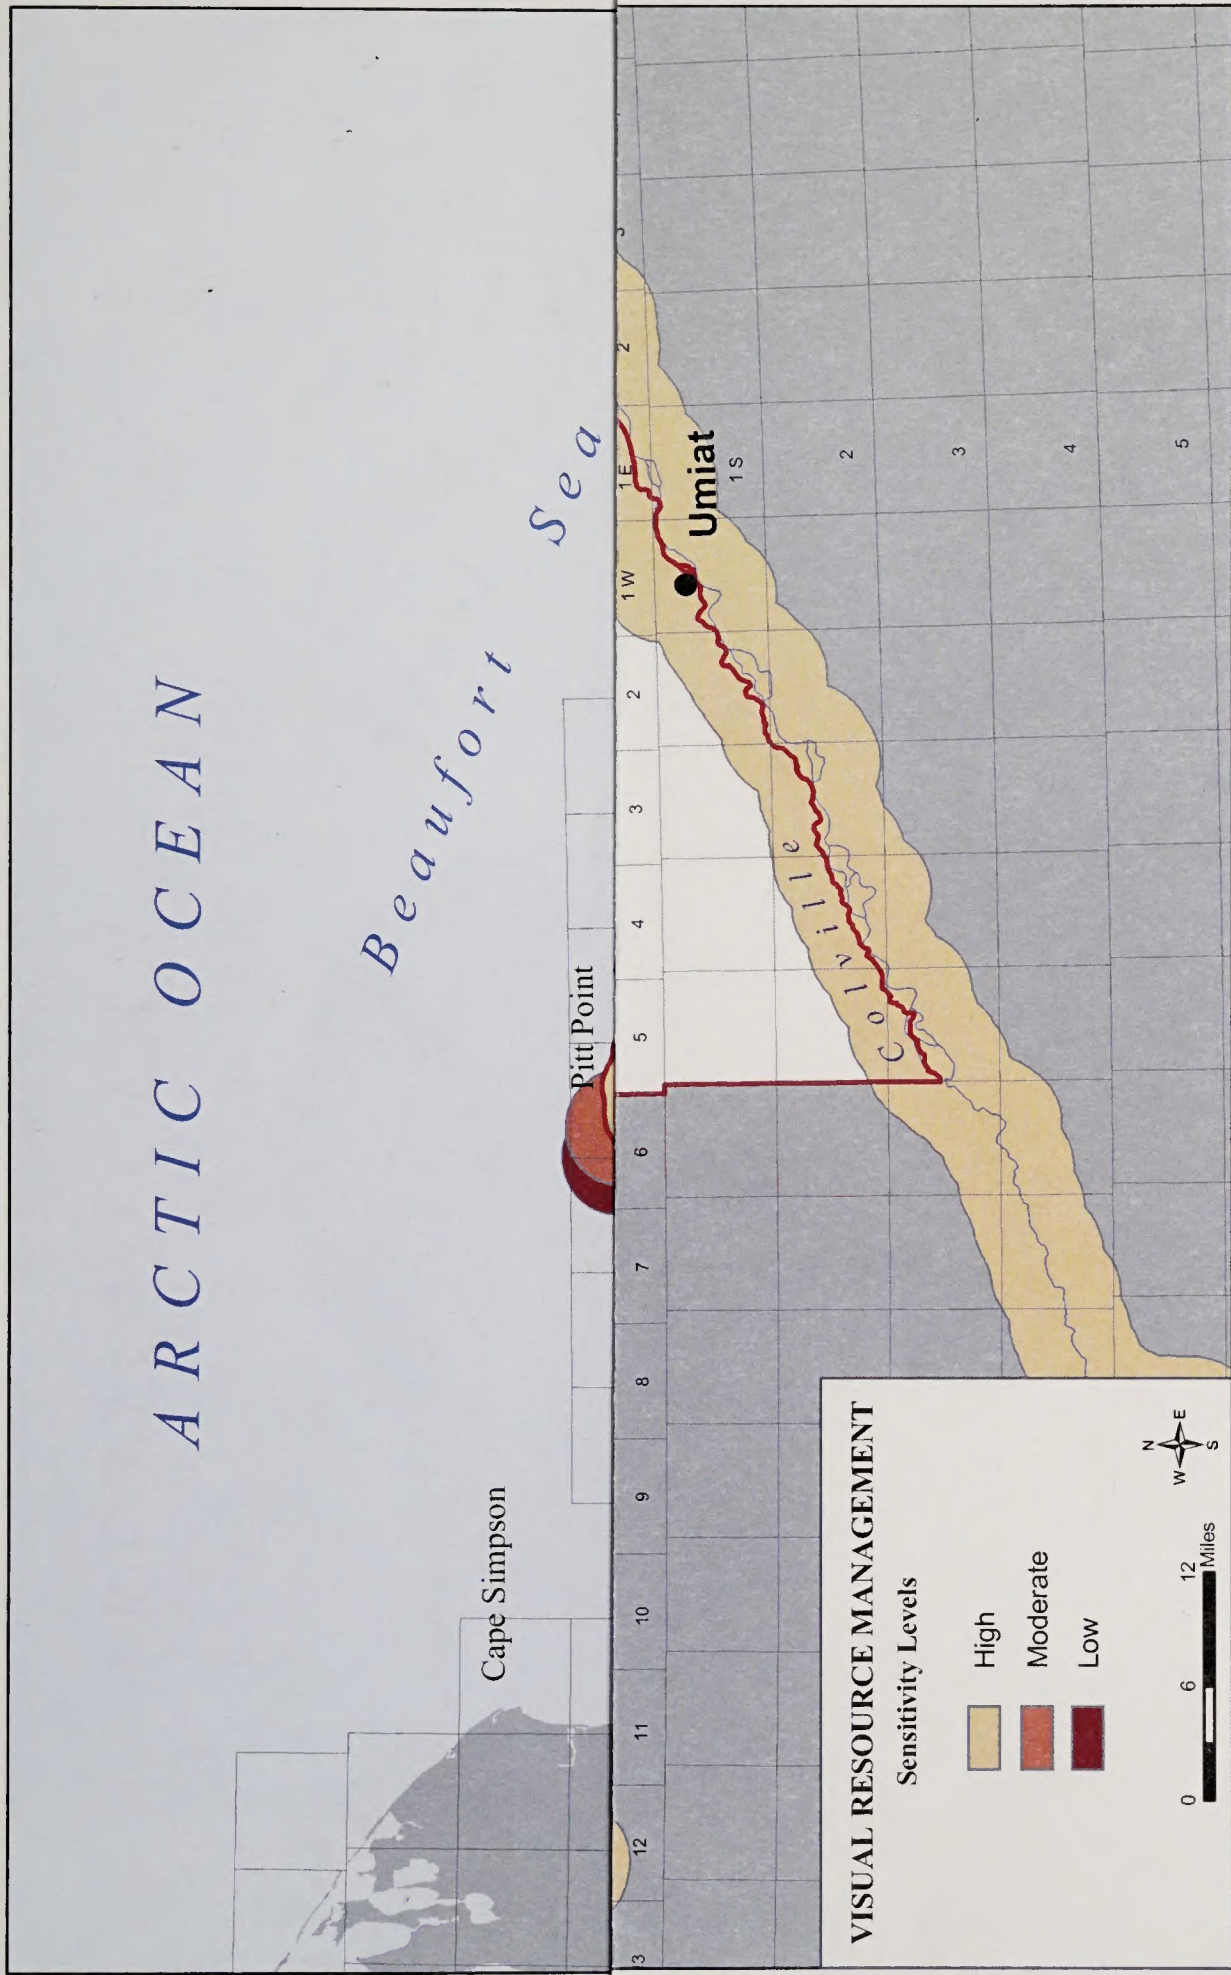 ARCTIC OCEAN
Beaufort Sea
Cape Simpson
Pitt Point
3 12 11 10 9 8 7 6 5 4 3 2 1W 1E 2 3
Umiat
1S
2
3
4
5
Colville
VISUAL RESOURCE MANAGEMENT
Sensitivity Levels
High
Moderate
Low
0 6 12
Miles
N
W E
S